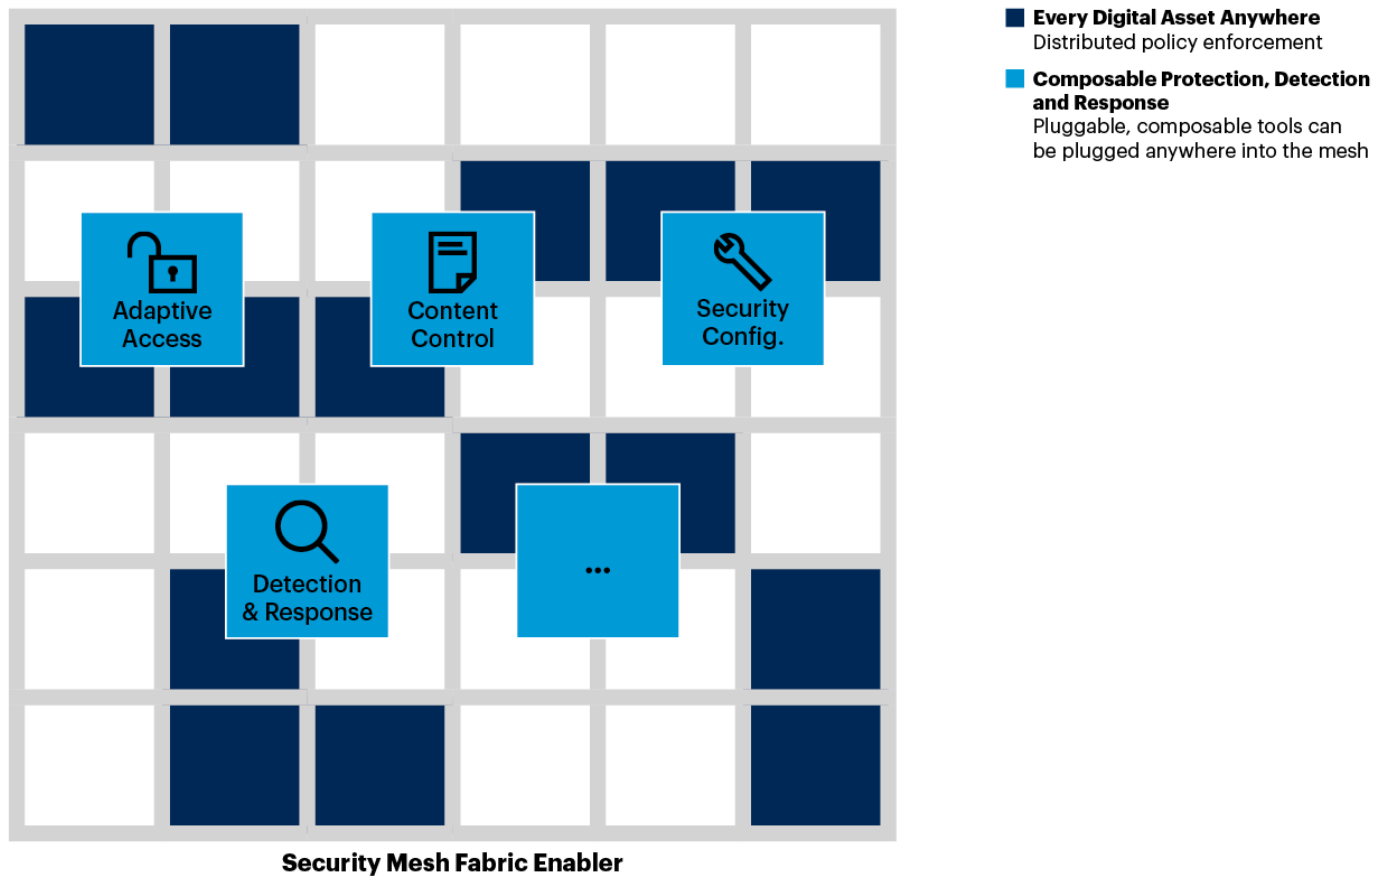 Every Digital Asset Anywhere
Distributed policy enforcement
Composable Protection, Detection
and Response
Pluggable, composable tools can
be plugged anywhere into the mesh
Adaptive
Access
Content
Control
Security
Config.
Detection
& Response
...
Security Mesh Fabric Enabler